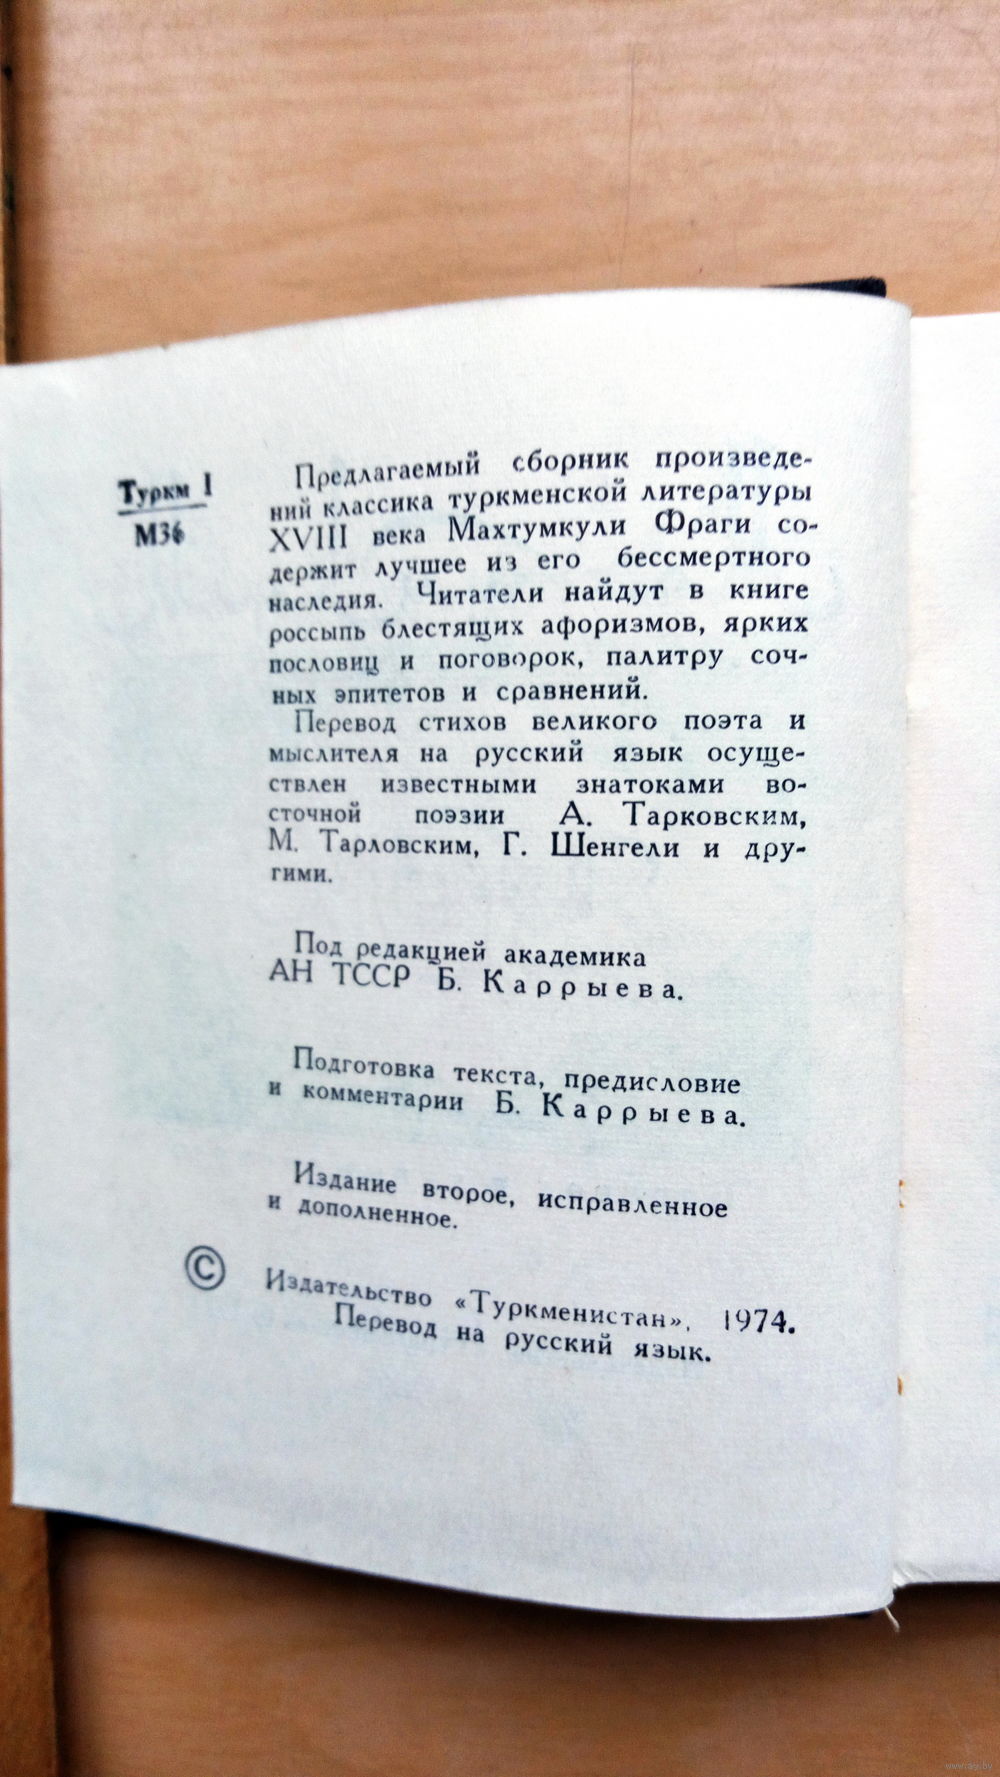 Туркм 1
М36
Предлагаемый сборник произведе-
ний классика туркменской литературы
XVIII века Махтумкули Фраги со-
держит лучшее из его бессмертного
наследия. Читатели найдут в книге
россыпь блестящих афоризмов, ярких
пословиц и поговорок, палитру соч-
ных эпитетов и сравнений.
Перевод стихов великого поэта и
мыслителя на русский язык осуще-
ствлен известными знатоками во-
сточной поэзии А. Тарковским,
М. Тарловским, Г. Шенгели и дру-
гими.
Под редакцией академика
АН ТССР Б. Каррыева.
Подготовка текста, предисловие
и комментарии Б. Каррыева.
Издание второе, исправленное
и дополненное.
© Издательство «Туркменистан», 1974.
Перевод на русский язык.
www.ay.by